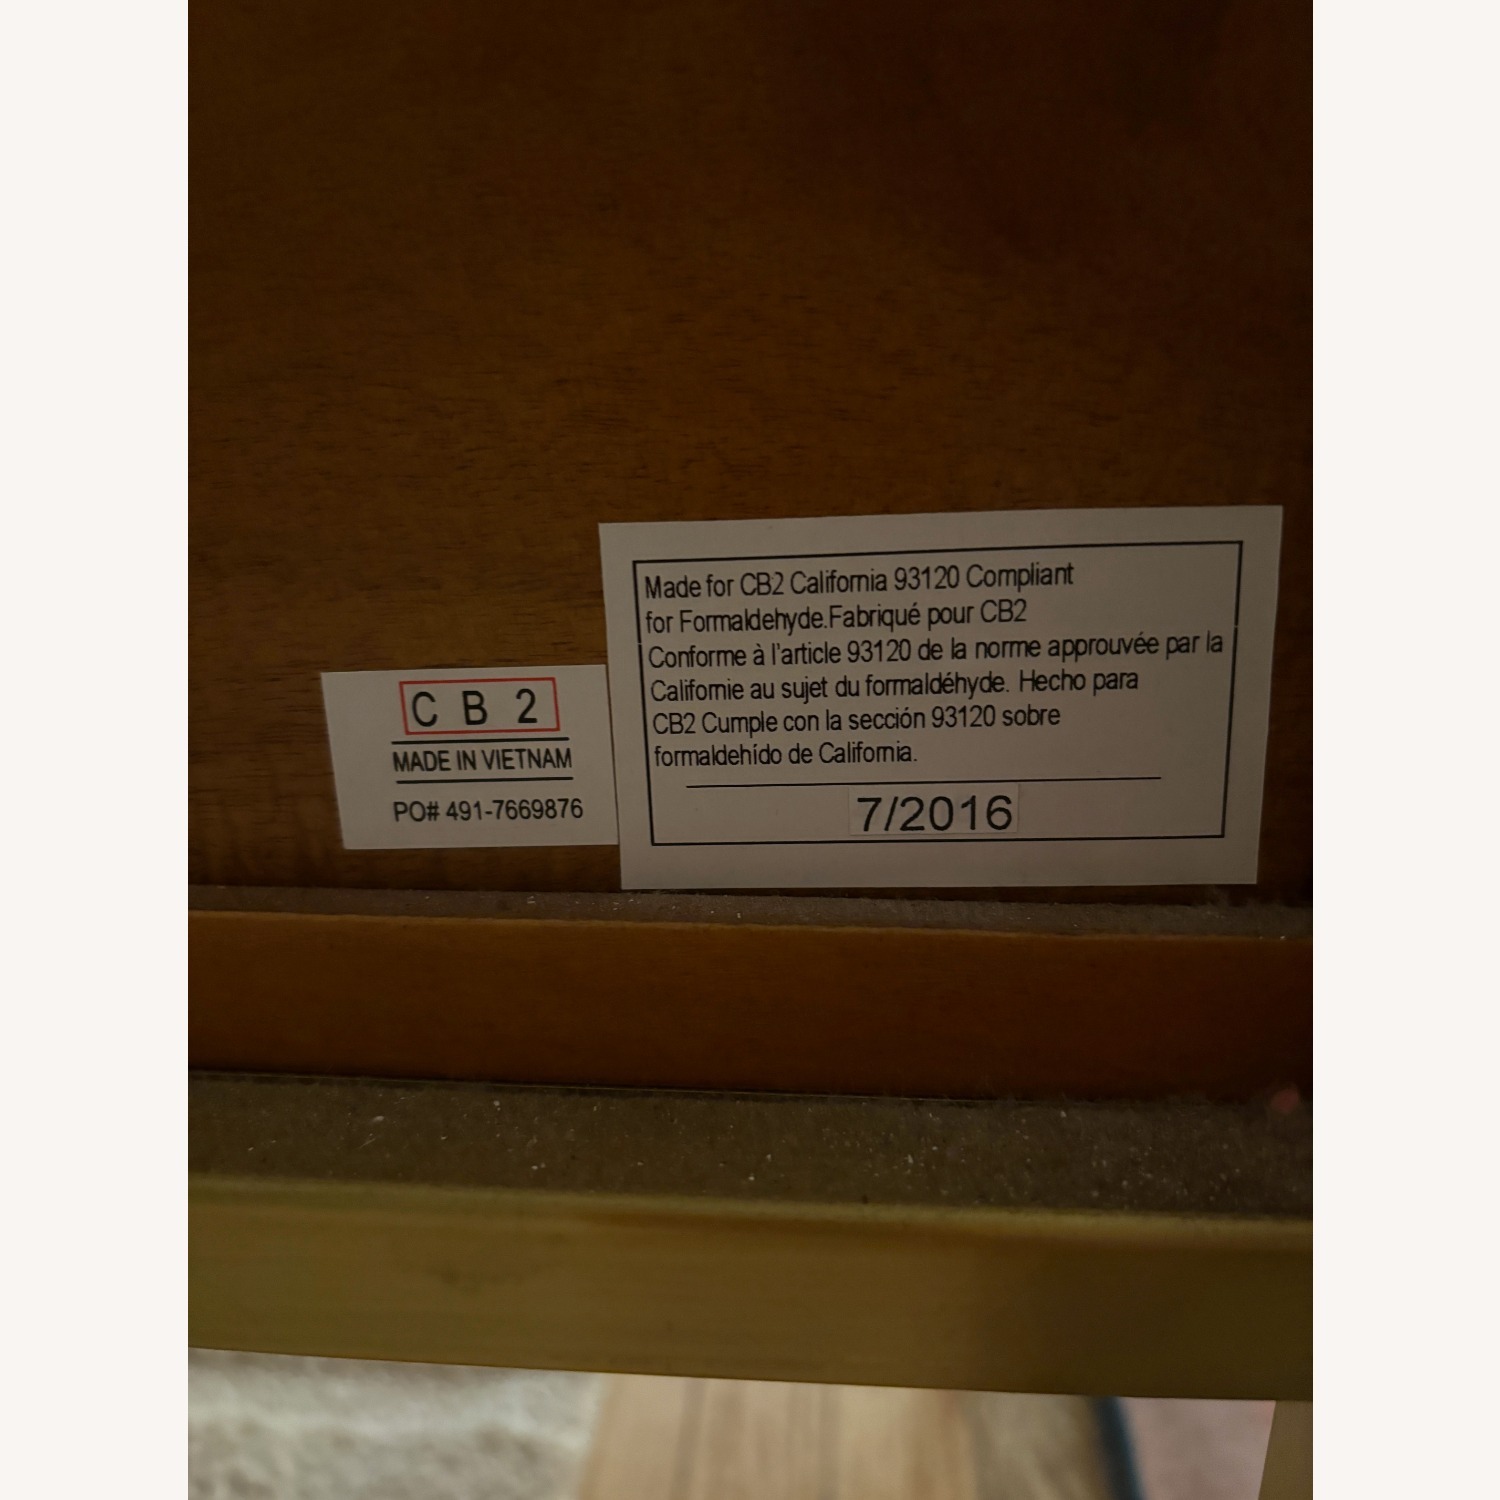 C B 2
MADE IN VIETNAM
PO# 491-7669876
Made for CB2 California 93120 Compliant
for Formaldehyde.Fabriqué pour CB2
Conforme à l'article 93120 de la norme approuvée par la
Californie au sujet du formaldéhyde. Hecho para
CB2 Cumple con la sección 93120 sobre
formaldehído de California.
7/2016